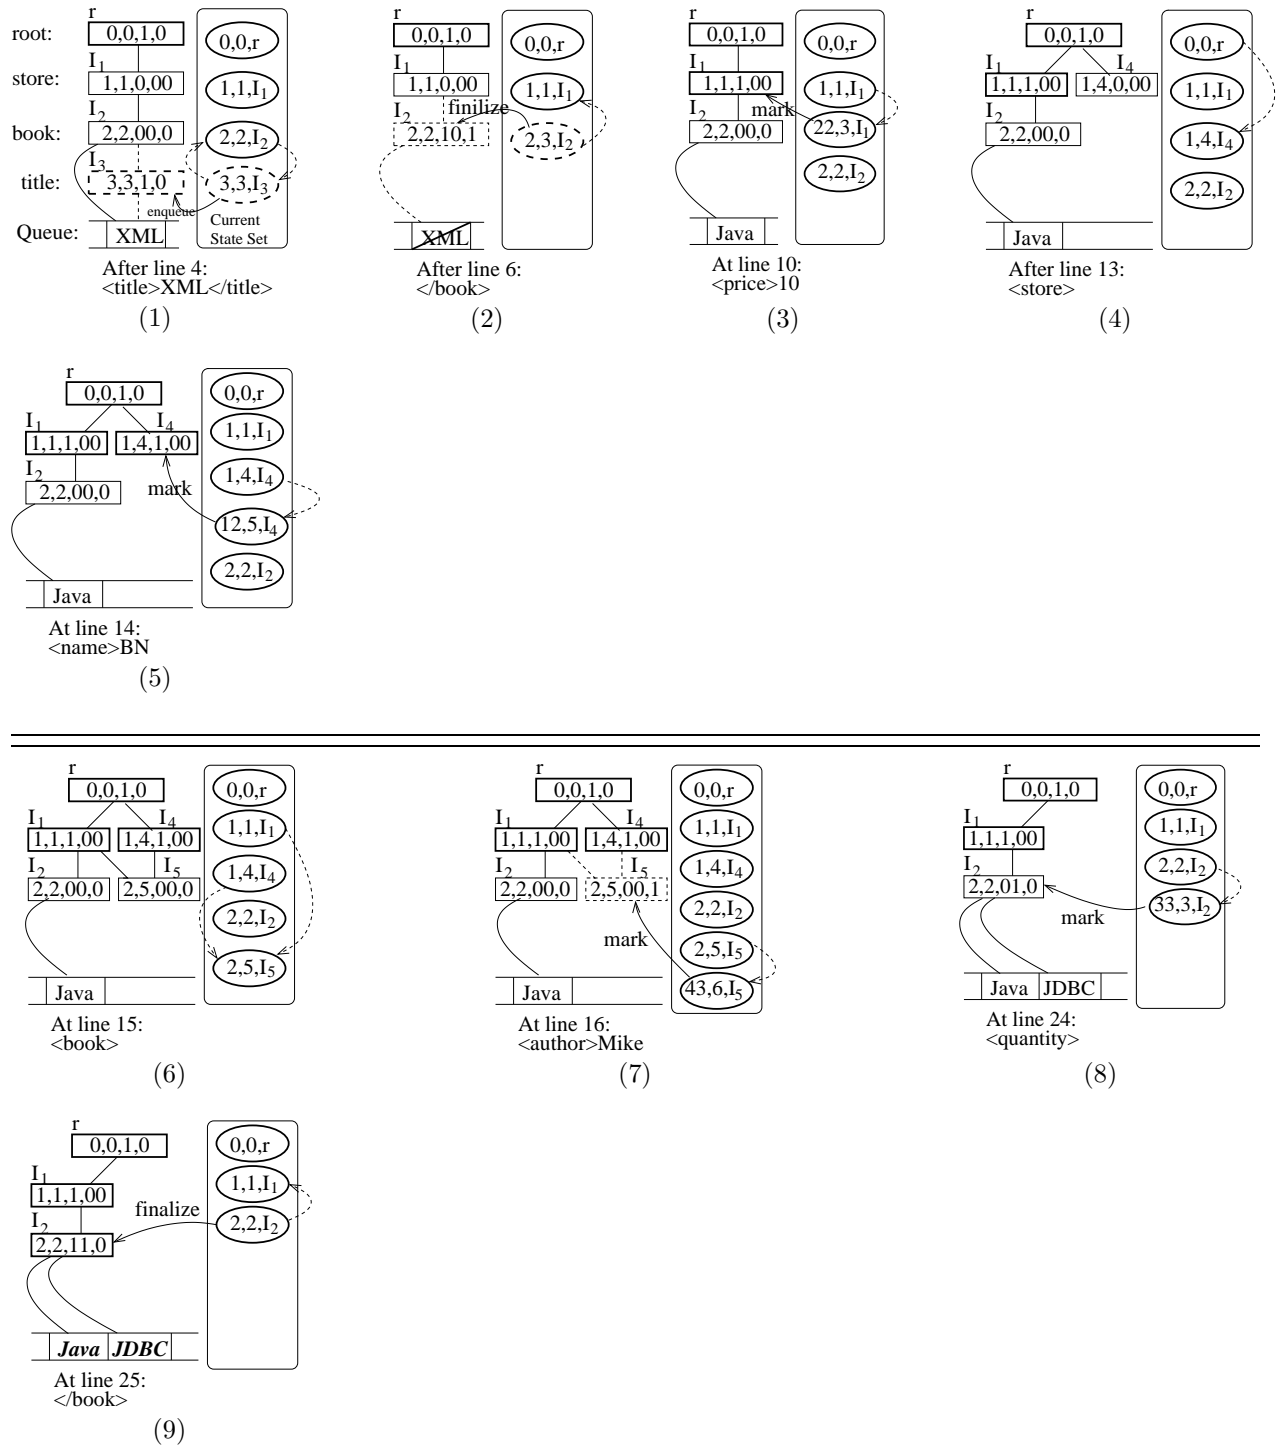 r
root: 0,0,1,0 0,0,r
I1
store: 1,1,0,00 1,1,I1
I2
book: 2,2,00,0 2,2,I2
I3
title: 3,3,1,0 3,3,I3
enqueue
Queue: XML Current
State Set
After line 4:
<title>XML</title>
(1)
r
0,0,1,0 0,0,r
I1
1,1,0,00 1,1,I1
I2 finilize
2,2,10,1 2,3,I2
XML
After line 6:
</book>
(2)
r
0,0,1,0 0,0,r
I1
1,1,1,00 1,1,I1
I2 mark
2,2,00,0 22,3,I1
2,2,I2
Java
At line 10:
<price>10
(3)
r
0,0,1,0 0,0,r
I1 I4
1,1,1,00 1,4,0,00 1,1,I1
I2
2,2,00,0 1,4,I4
2,2,I2
Java
After line 13:
<store>
(4)
r
0,0,1,0 0,0,r
I1 I4
1,1,1,00 1,4,1,00 1,1,I1
I2
2,2,00,0 mark 1,4,I4
12,5,I4
2,2,I2
Java
At line 14:
<name>BN
(5)
r
0,0,1,0 0,0,r
I1 I4
1,1,1,00 1,4,1,00 1,1,I1
I2 I5
2,2,00,0 2,5,00,0 1,4,I4
2,2,I2
2,5,I5
Java
At line 15:
<book>
(6)
r
0,0,1,0 0,0,r
I1 I4
1,1,1,00 1,4,1,00 1,1,I1
I2 I5
2,2,00,0 2,5,00,1 1,4,I4
2,2,I2
mark 2,5,I5
43,6,I5
Java
At line 16:
<author>Mike
(7)
r
0,0,1,0 0,0,r
I1
1,1,1,00 1,1,I1
I2
2,2,01,0 2,2,I2
mark 33,3,I2
Java JDBC
At line 24:
<quantity>
(8)
r
0,0,1,0 0,0,r
I1
1,1,1,00 1,1,I1
I2 finalize
2,2,11,0 2,2,I2
Java JDBC
At line 25:
</book>
(9)